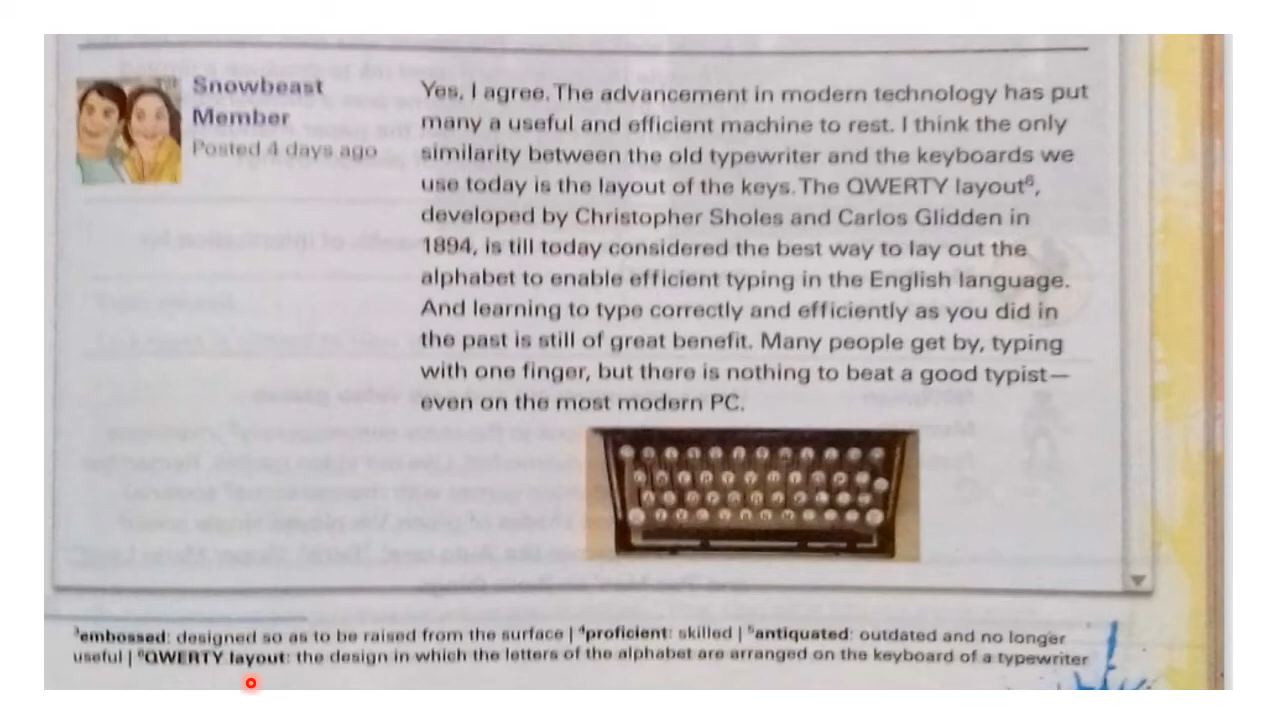 Snowbeast
Member
Posted 4 days ago
Yes, I agree. The advancement in modern technology has put
many a useful and efficient machine to rest. I think the only
similarity between the old typewriter and the keyboards we
use today is the layout of the keys. The QWERTY layout⁶,
developed by Christopher Sholes and Carlos Glidden in
1894, is till today considered the best way to lay out the
alphabet to enable efficient typing in the English language.
And learning to type correctly and efficiently as you did in
the past is still of great benefit. Many people get by, typing
with one finger, but there is nothing to beat a good typist—
even on the most modern PC.
³embossed: designed so as to be raised from the surface | ⁴proficient: skilled | ⁵antiquated: outdated and no longer
useful | ⁶QWERTY layout: the design in which the letters of the alphabet are arranged on the keyboard of a typewriter